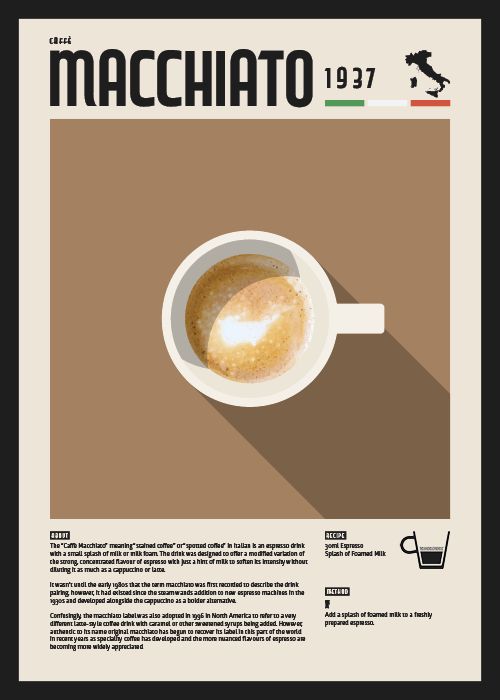 CAFFÈ
MACCHIATO
1937
ABOUT
The "Caffè Macchiato" meaning "stained coffee" or "spotted coffee" in Italian is an espresso drink
with a small splash of milk or milk foam. The drink was designed to offer a modified variation of
the strong, concentrated flavour of espresso with just a hint of milk to soften its intensity without
diluting it as much as a cappuccino or latte.
It wasn't until the early 1980s that the term macchiato was first recorded to describe the drink
pairing, however, it had existed since the steam wands addition to new espresso machines in the
1930s and developed alongside the cappuccino as a bolder alternative.
Confusingly, the macchiato label was also adopted in 1996 in North America to refer to a very
different latte-style coffee drink with caramel or other sweetened syrups being added. However,
authentic to its name original macchiato has begun to recover its label in this part of the world
in recent years as speciality coffee has developed and the more nuanced flavours of espresso are
becoming more widely appreciated
RECIPE
30ml Espresso
Splash of Foamed Milk
METHOD
Add a splash of foamed milk to a freshly
prepared espresso.